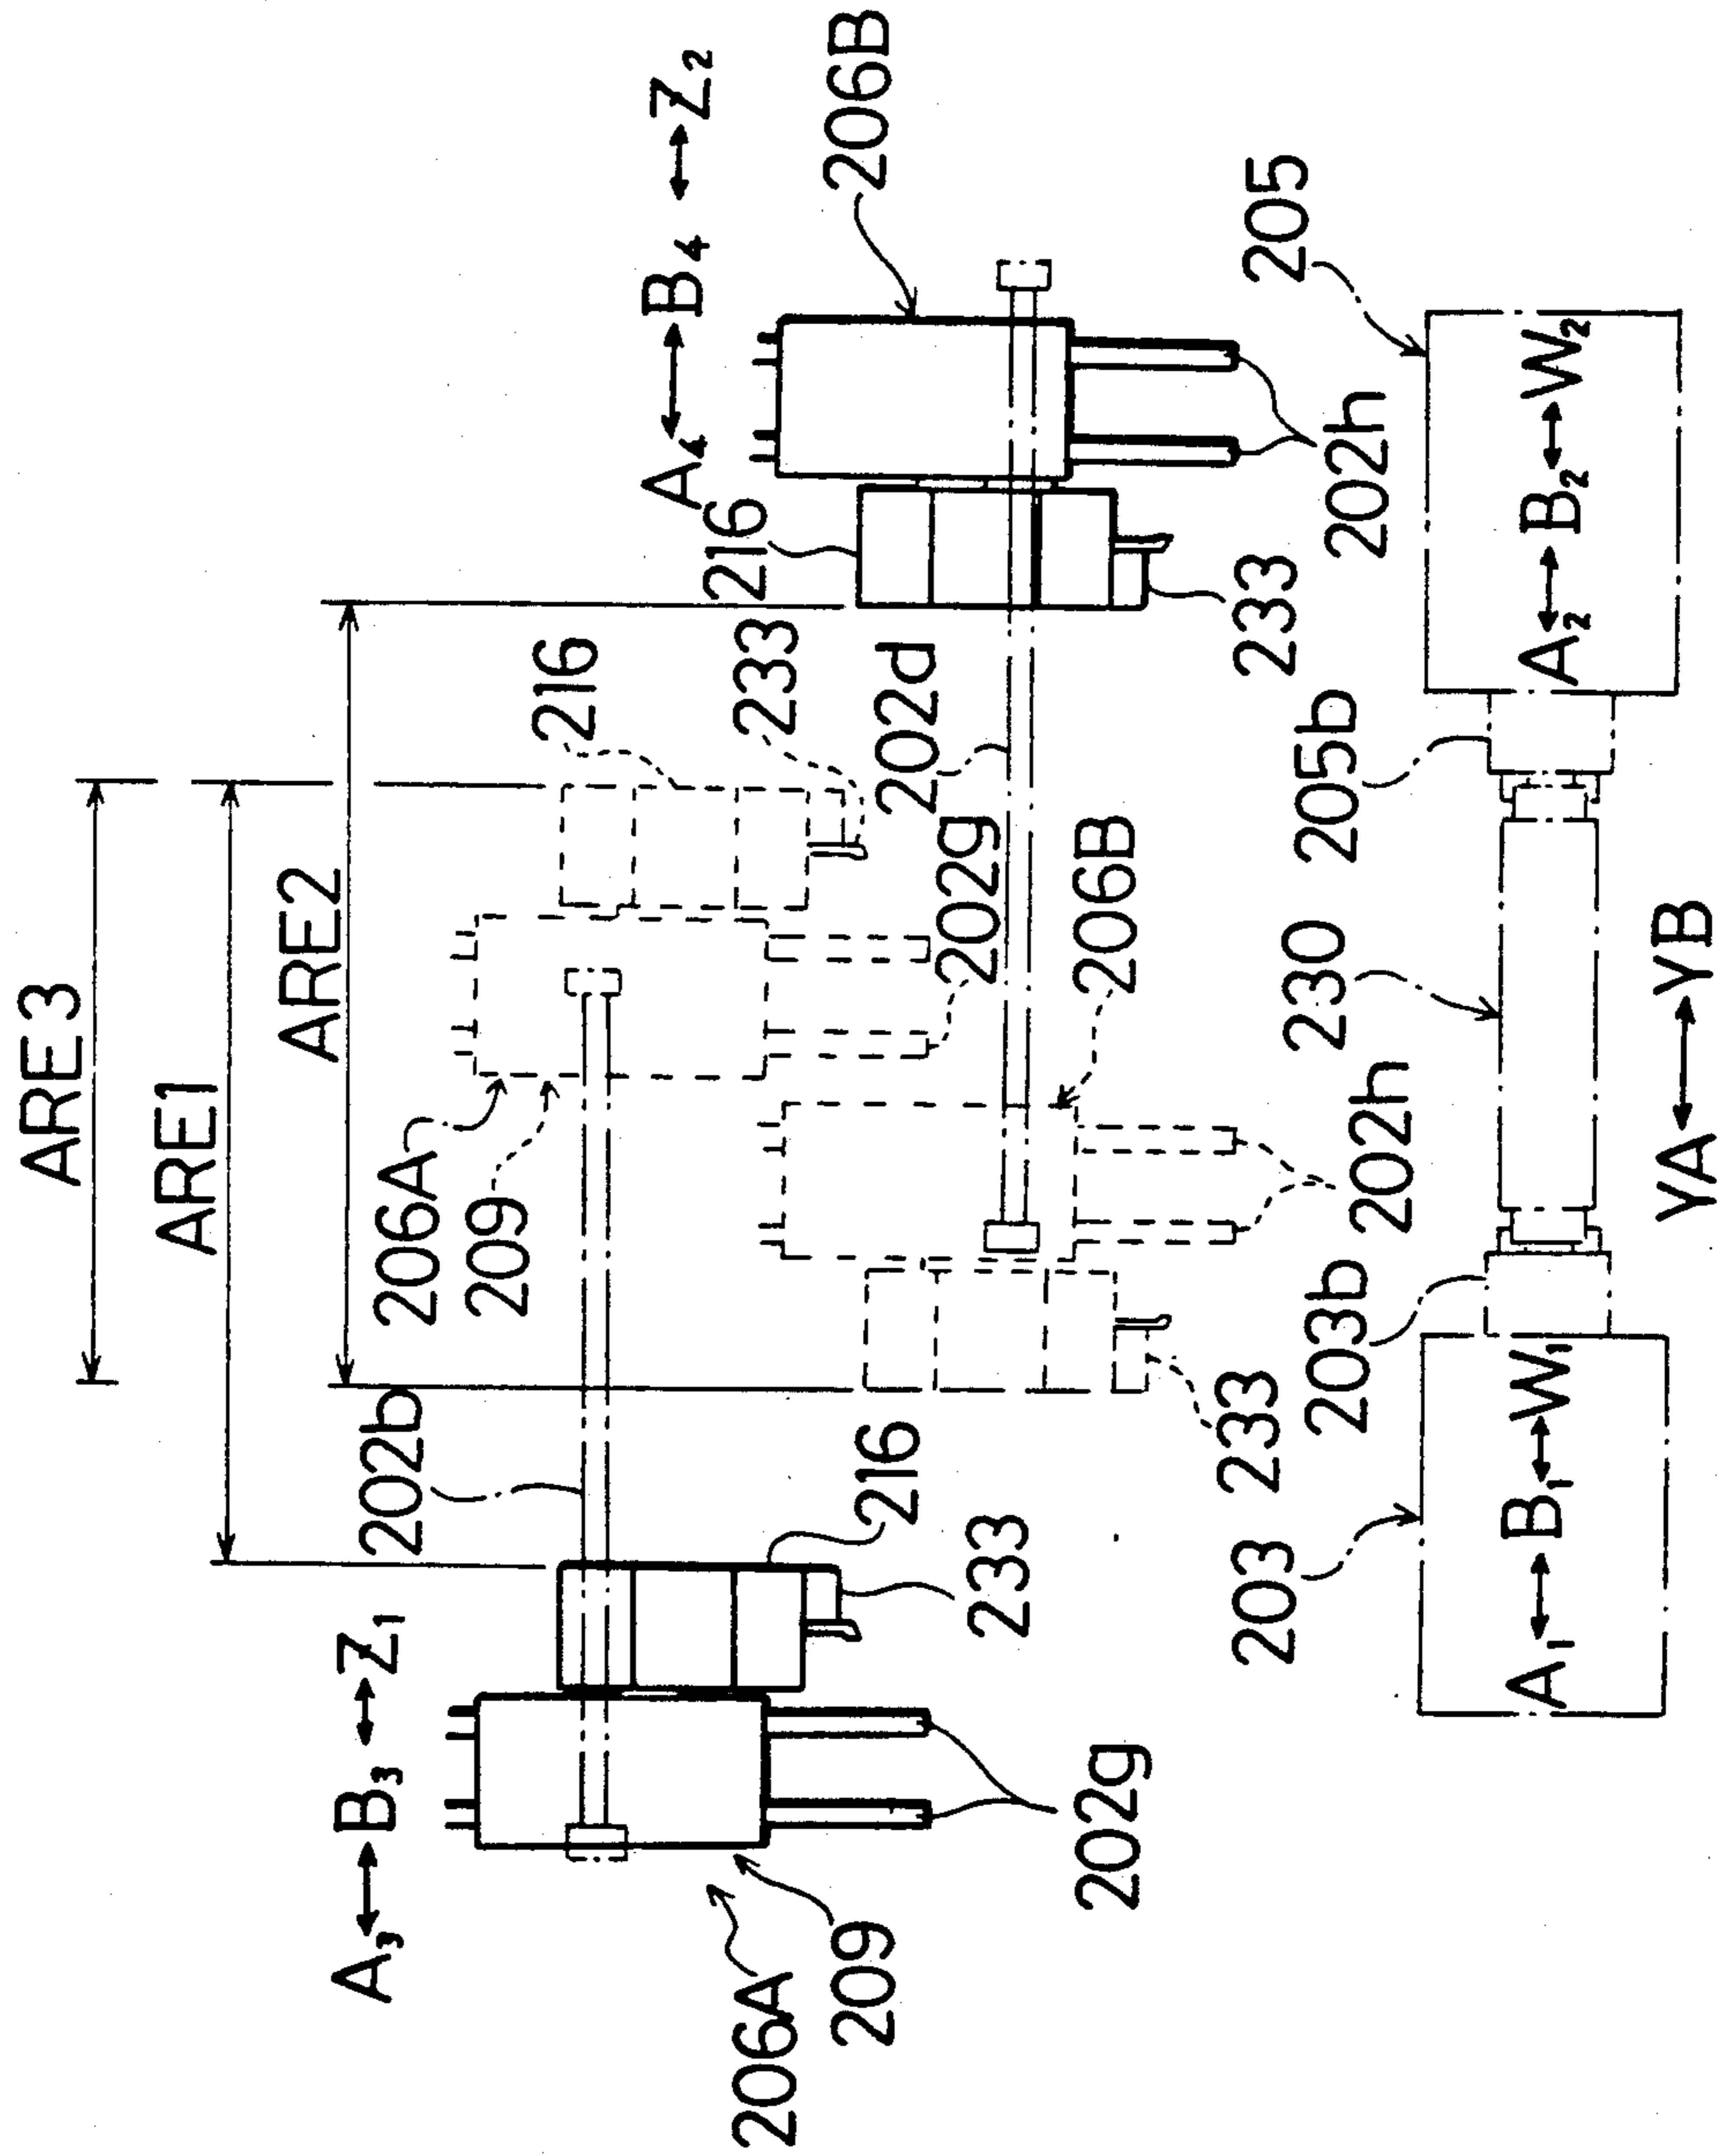 ARE 3
ARE1
ARE2
A₃ ↔ B₃ ↔ Z₁
A₄ ↔ B₄ ↔ Z₂
202b
206A
209
216
233
216
206B
206A
209
216
233
202g
202d
202g
206B
233
202h
233
202h
203
203b
230
205b
205
A₁ ↔ B₁ ↔ W₁
A₂ ↔ B₂ ↔ W₂
YA ↔ YB